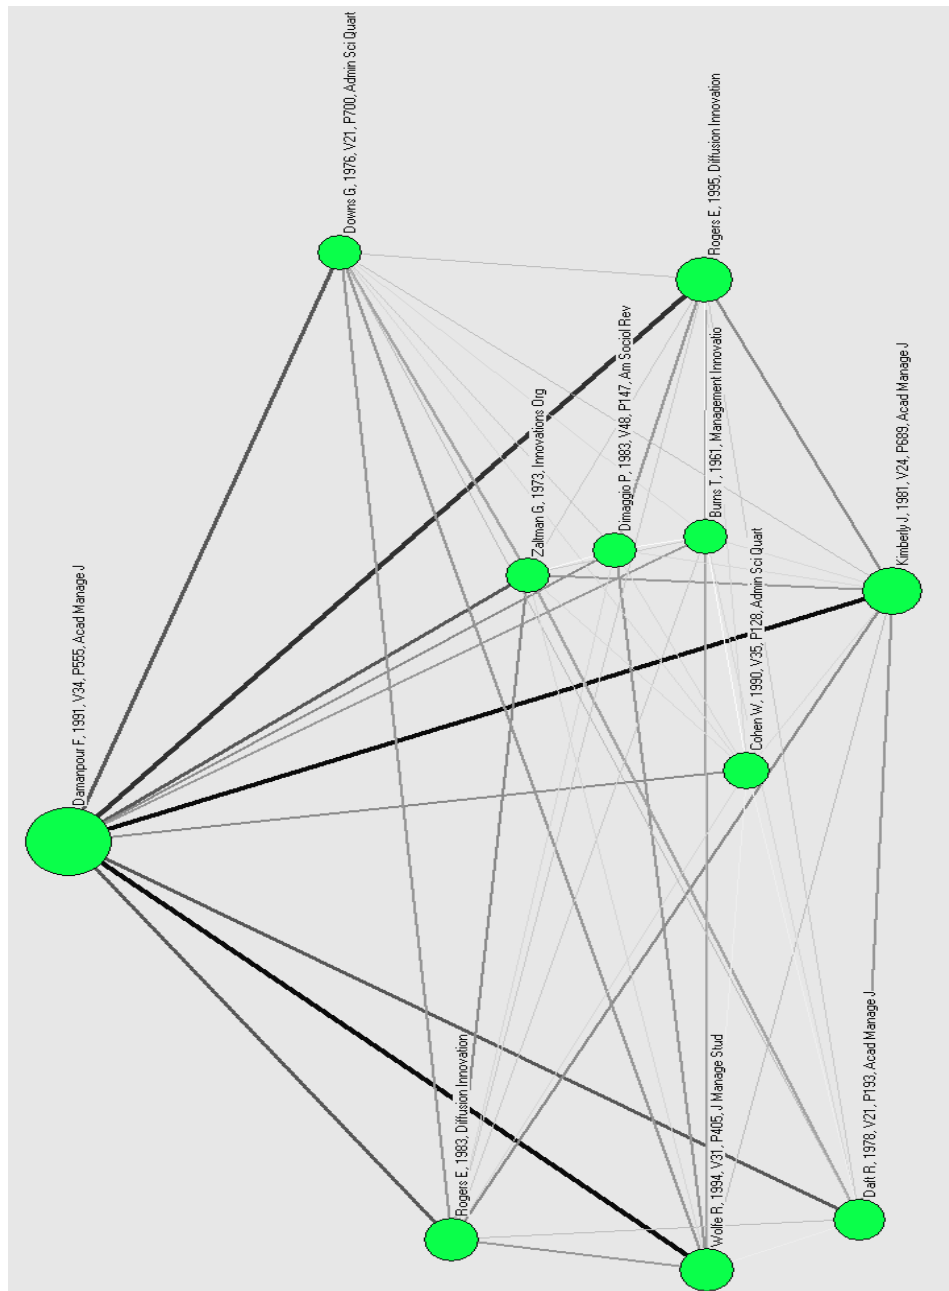 Downs G, 1976, V21, P700, Admin Sci Quart
Rogers E, 1995, Diffusion Innovation
Dimaggio P, 1983, V48, P147, Am Sociol Rev
Burns T, 1961, Management Innovatio
Zaltman G, 1973, Innovations Org
Kimberly J, 1981, V24, P689, Acad Manage J
Damanpour F, 1991, V34, P555, Acad Manage J
Cohen W, 1990, V35, P128, Admin Sci Quart
Rogers E, 1983, Diffusion Innovation
Wolfe R, 1994, V31, P405, J Manage Stud
Daft R, 1978, V21, P193, Acad Manage J